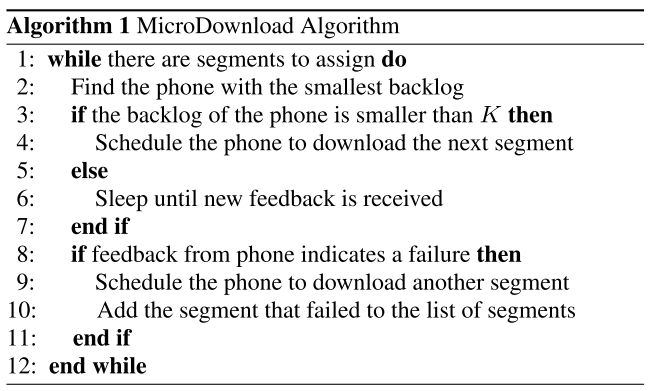 Algorithm 1 MicroDownload Algorithm
1: while there are segments to assign do
2: Find the phone with the smallest backlog
3: if the backlog of the phone is smaller than K then
4: Schedule the phone to download the next segment
5: else
6: Sleep until new feedback is received
7: end if
8: if feedback from phone indicates a failure then
9: Schedule the phone to download another segment
10: Add the segment that failed to the list of segments
11: end if
12: end while